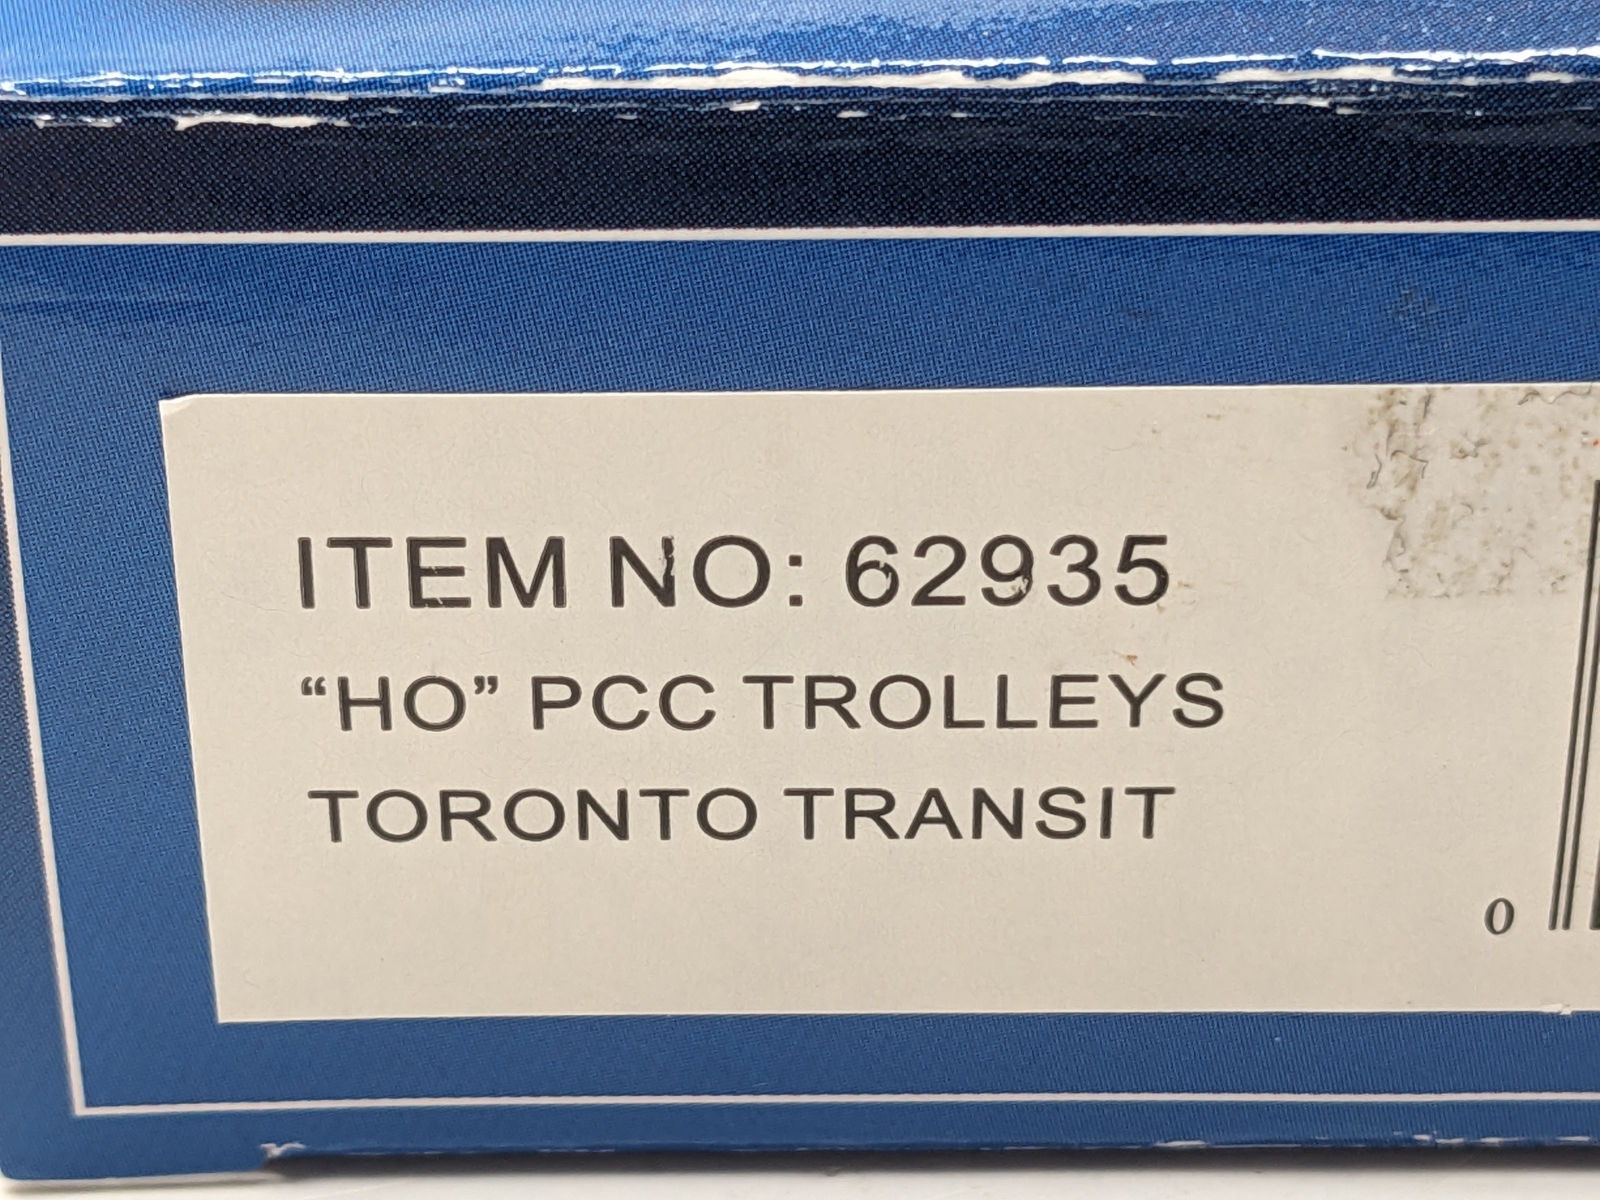 ITEM NO: 62935
“HO” PCC TROLLEYS
TORONTO TRANSIT
0